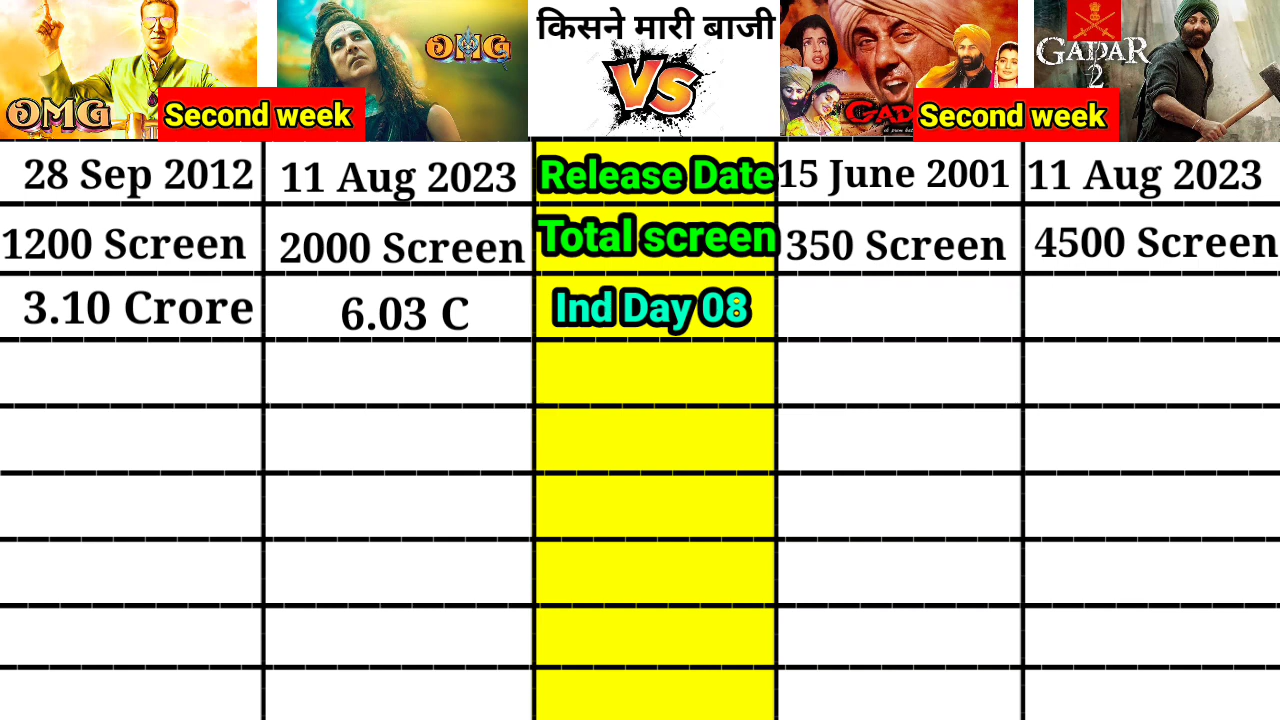 किसने मारी बाजी
OMG
Second week
OMG
VS
GAD
Second week
GADAR
2
28 Sep 2012
11 Aug 2023
Release Date
15 June 2001
11 Aug 2023
1200 Screen
2000 Screen
Total screen
350 Screen
4500 Screen
3.10 Crore
6.03 C
Ind Day 08